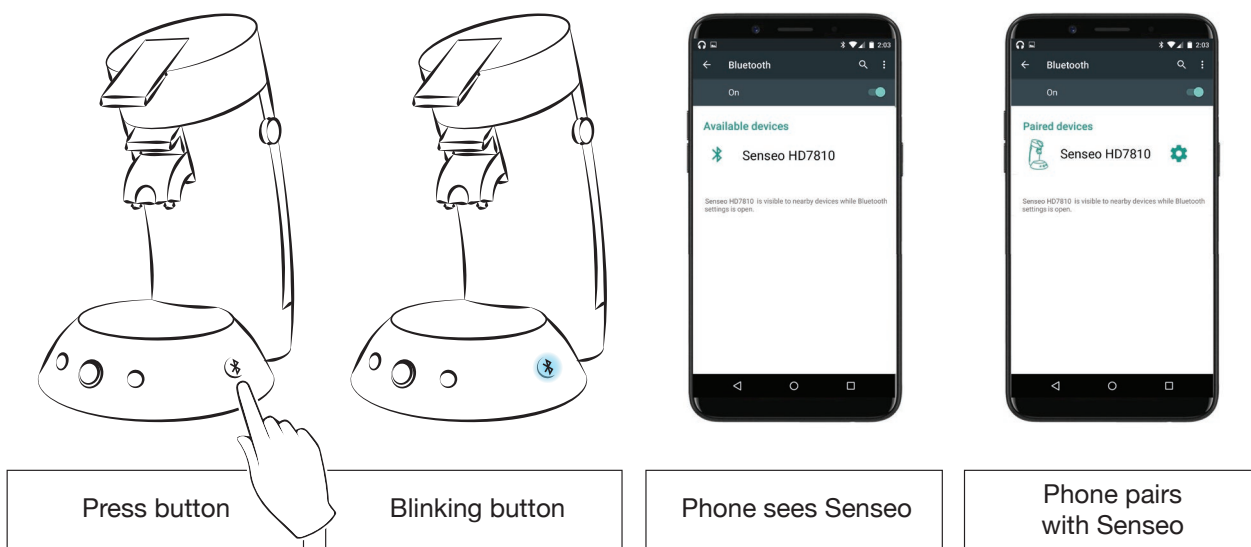 2:03
Bluetooth
On
Available devices
Senseo HD7810
Senseo HD7810 is visible to nearby devices while Bluetooth
settings is open.
2:03
Bluetooth
On
Paired devices
Senseo HD7810
Senseo HD7810 is visible to nearby devices while Bluetooth
settings is open.
Press button
Blinking button
Phone sees Senseo
Phone pairs
with Senseo